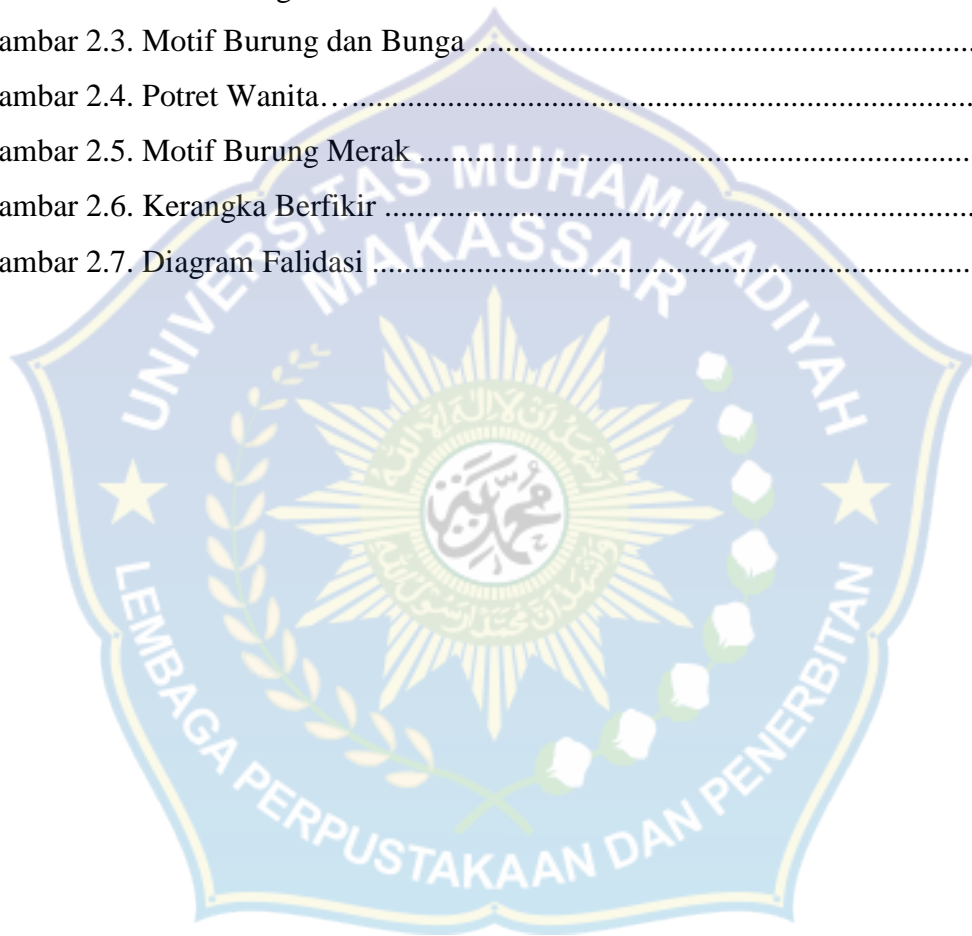 ambar 2.3. Motif Burung dan Bunga ........................................................
ambar 2.4. Potret Wanita…......................................................................
ambar 2.5. Motif Burung Merak ..............................................................
ambar 2.6. Kerangka Berfikir ..................................................................
ambar 2.7. Diagram Falidasi ...................................................................
UNIVERSITAS MUHAMMADIYAH
MAKASSAR
LEMBAGA PERPUSTAKAAN DAN PENERBITAN